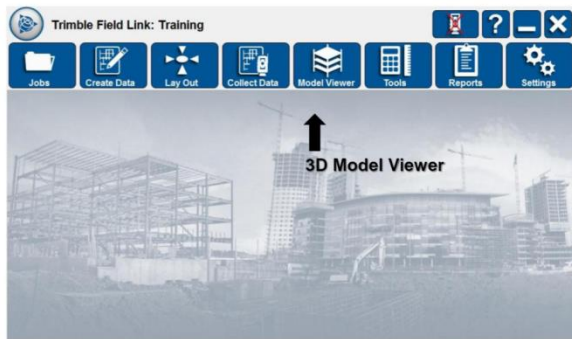 Trimble Field Link: Training
?
Jobs
Create Data
Lay Out
Collect Data
Model Viewer
Tools
Reports
Settings
3D Model Viewer